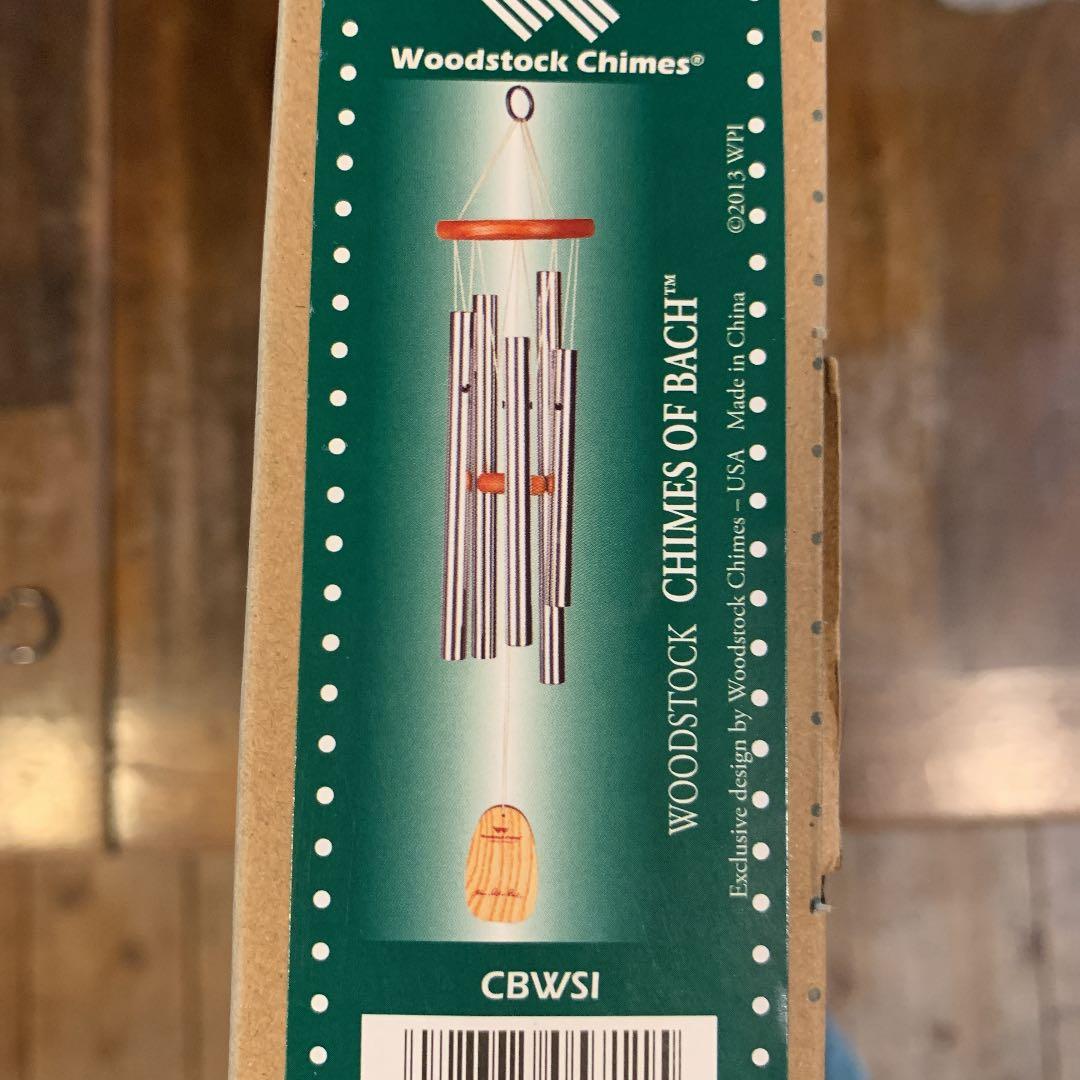 Woodstock Chimes®
WOODSTOCK CHIMES OF BACH™
Exclusive design by Woodstock Chimes – USA Made in China ©2013 WPI
CBWSI